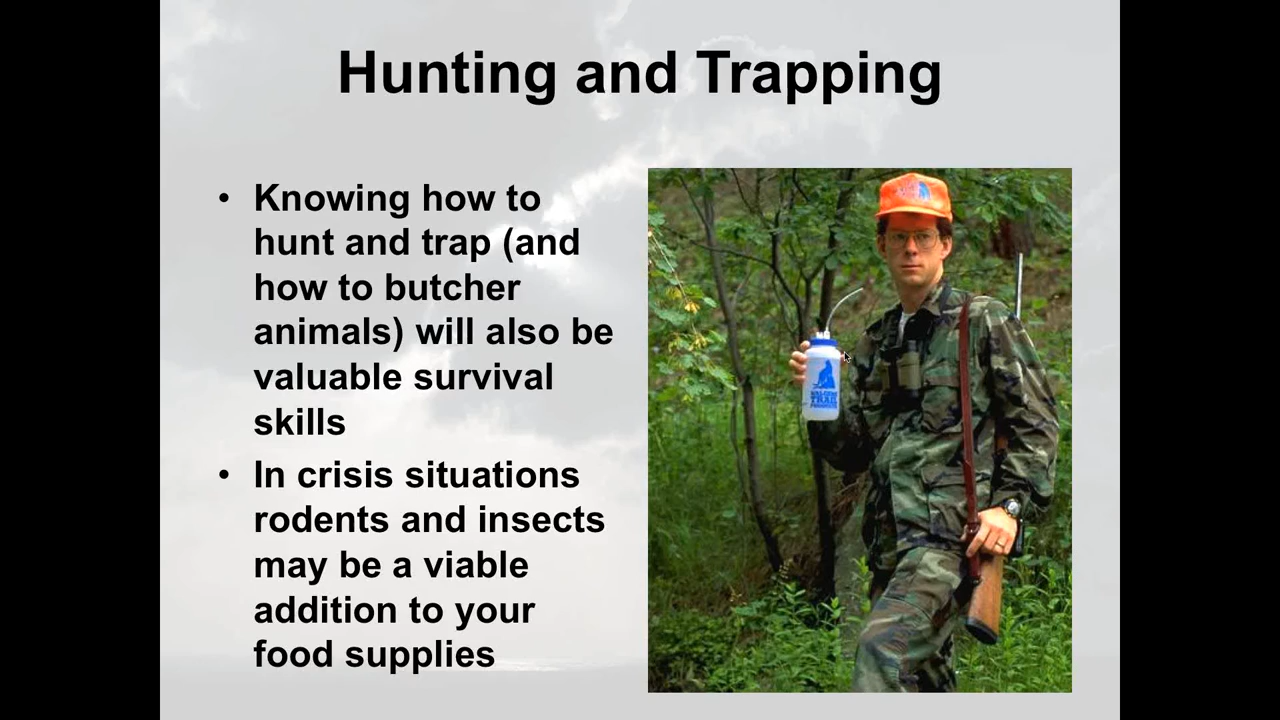 Hunting and Trapping
• Knowing how to
hunt and trap (and
how to butcher
animals) will also be
valuable survival
skills
• In crisis situations
rodents and insects
may be a viable
addition to your
food supplies
TRAIL